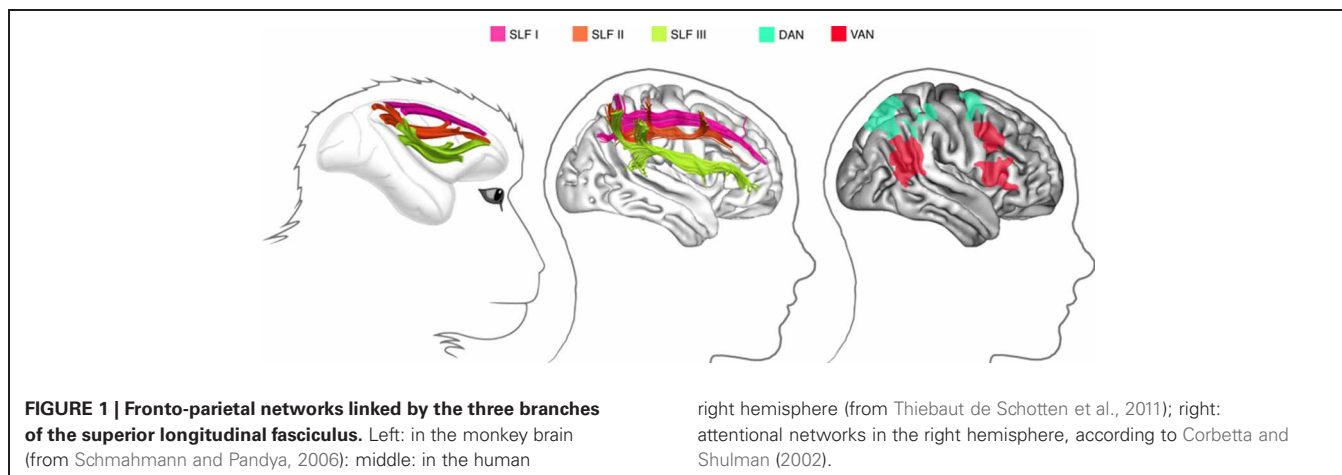 SLF I SLF II SLF III DAN VAN
FIGURE 1 | Fronto-parietal networks linked by the three branches
of the superior longitudinal fasciculus. Left: in the monkey brain
(from Schmahmann and Pandya, 2006): middle: in the human
right hemisphere (from Thiebaut de Schotten et al., 2011); right:
attentional networks in the right hemisphere, according to Corbetta and
Shulman (2002).